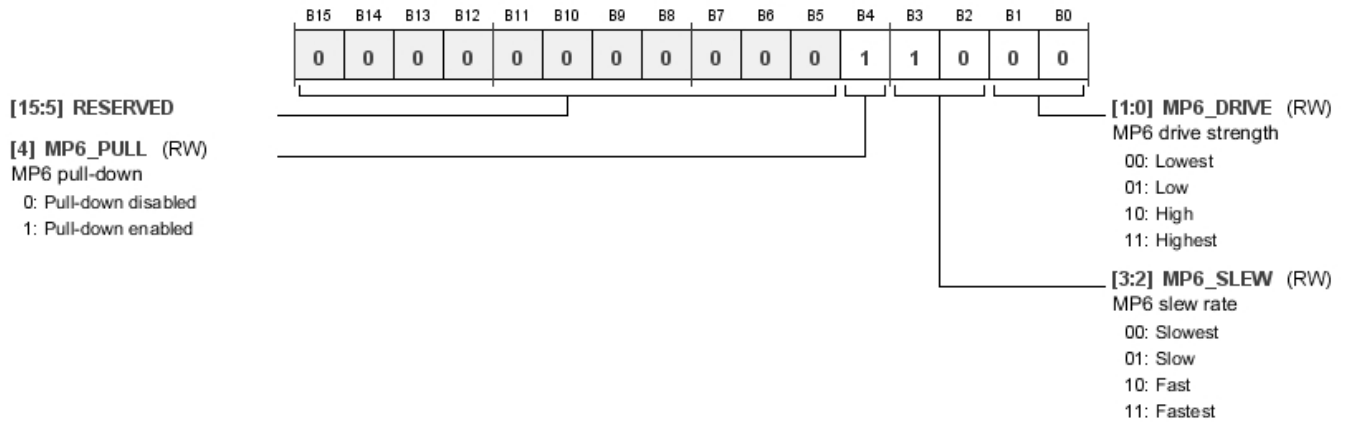 B15 B14 B13 B12 B11 B10 B9 B8 B7 B6 B5 B4 B3 B2 B1 B0
0 0 0 0 0 0 0 0 0 0 0 1 1 0 0 0
[15:5] RESERVED
[4] MP6_PULL (RW)
MP6 pull-down
0: Pull-down disabled
1: Pull-down enabled
[1:0] MP6_DRIVE (RW)
MP6 drive strength
00: Lowest
01: Low
10: High
11: Highest
[3:2] MP6_SLEW (RW)
MP6 slew rate
00: Slowest
01: Slow
10: Fast
11: Fastest